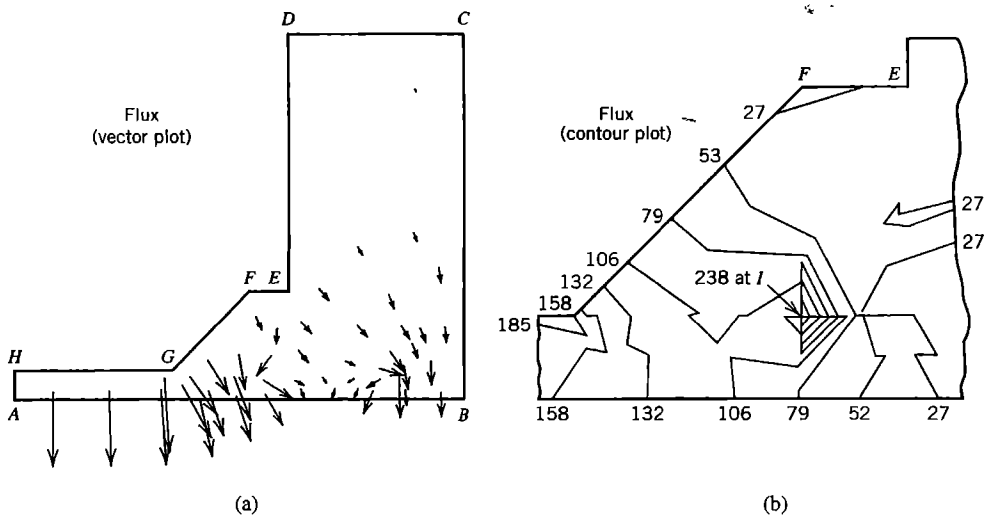 D
C
Flux
(vector plot)
F
E
H
G
A
B
(a)
F
E
27
Flux
(contour plot)
53
79
27
27
106
238 at I
132
158
185
158
132
106
79
52
27
(b)